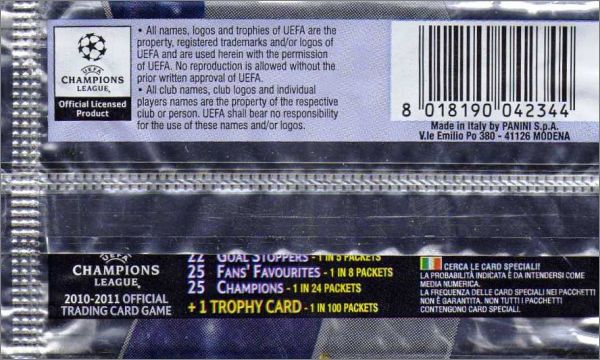 • All names, logos and trophies of UEFA are the
property, registered trademarks and/or logos of
UEFA and are used herein with the permission
of UEFA. No reproduction is allowed without the
prior written approval of UEFA.
• All club names, club logos and individual
players names are the property of the respective
club or person. UEFA shall bear no responsibility
for the use of these names and/or logos.
UEFA
CHAMPIONS
LEAGUE
Official Licensed
Product
8 018190 042344
Made in Italy by PANINI S.p.A.
V.le Emilio Po 380 - 41126 MODENA
UEFA
CHAMPIONS
LEAGUE
2010-2011 OFFICIAL
TRADING CARD GAME
22 GOAL STOPPERS - 1 IN 5 PACKETS
25 FANS' FAVOURITES - 1 IN 8 PACKETS
25 CHAMPIONS - 1 IN 24 PACKETS
+ 1 TROPHY CARD - 1 IN 100 PACKETS
CERCA LE CARD SPECIALI!
LA PROBABILITÀ INDICATA È DA INTENDERSI COME
MEDIA NUMERICA.
LA FREQUENZA DELLE CARD SPECIALI NEI PACCHETTI
NON È GARANTITA. NON TUTTI I PACCHETTI
CONTENGONO CARD SPECIALI.